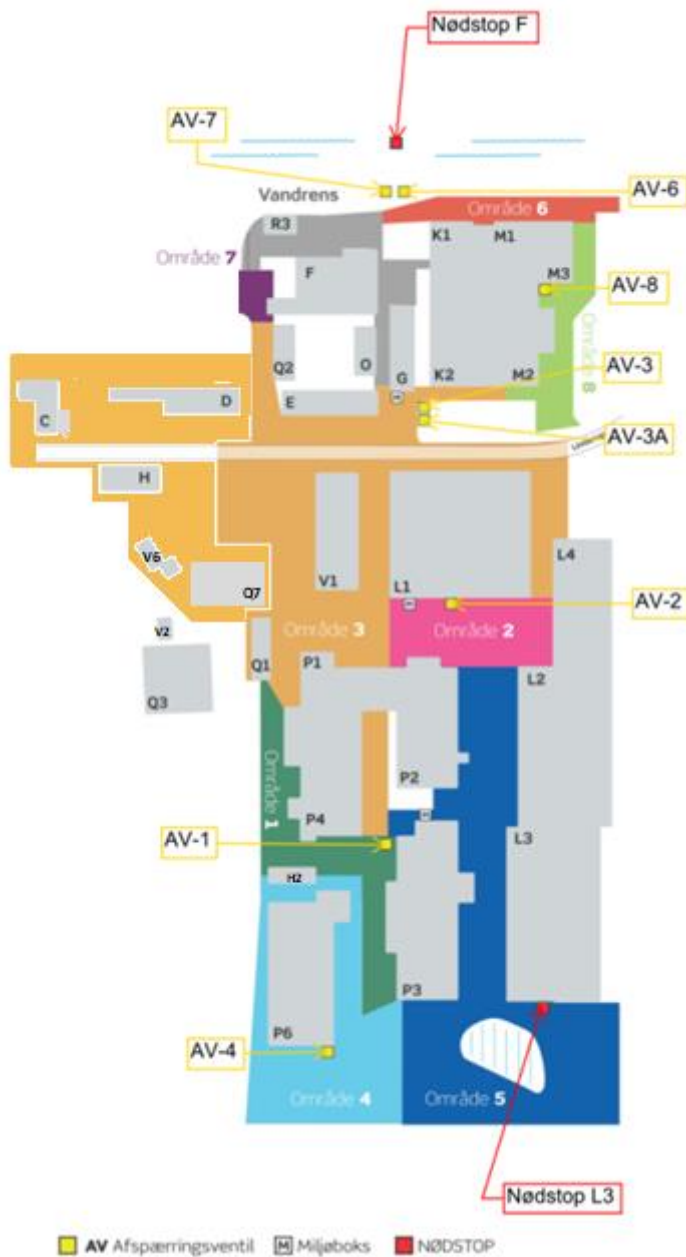 Nødstop F
AV-7
Vandrens
AV-6
R3
Område 6
K1
M1
Område 7
F
M3
AV-8
Område 8
AV-3
Q2
O
G
K2
M2
E
M
D
C
AV-3A
H
L4
V6
Q7
V1
L1
M
AV-2
V2
Område 3
Område 2
Q1
P1
L2
Q3
Område 1
P2
P4
M
L3
AV-1
H2
P3
P6
AV-4
Område 4
Område 5
Nødstop L3
AV Afspærringsventil M Miljøboks NØDSTOP